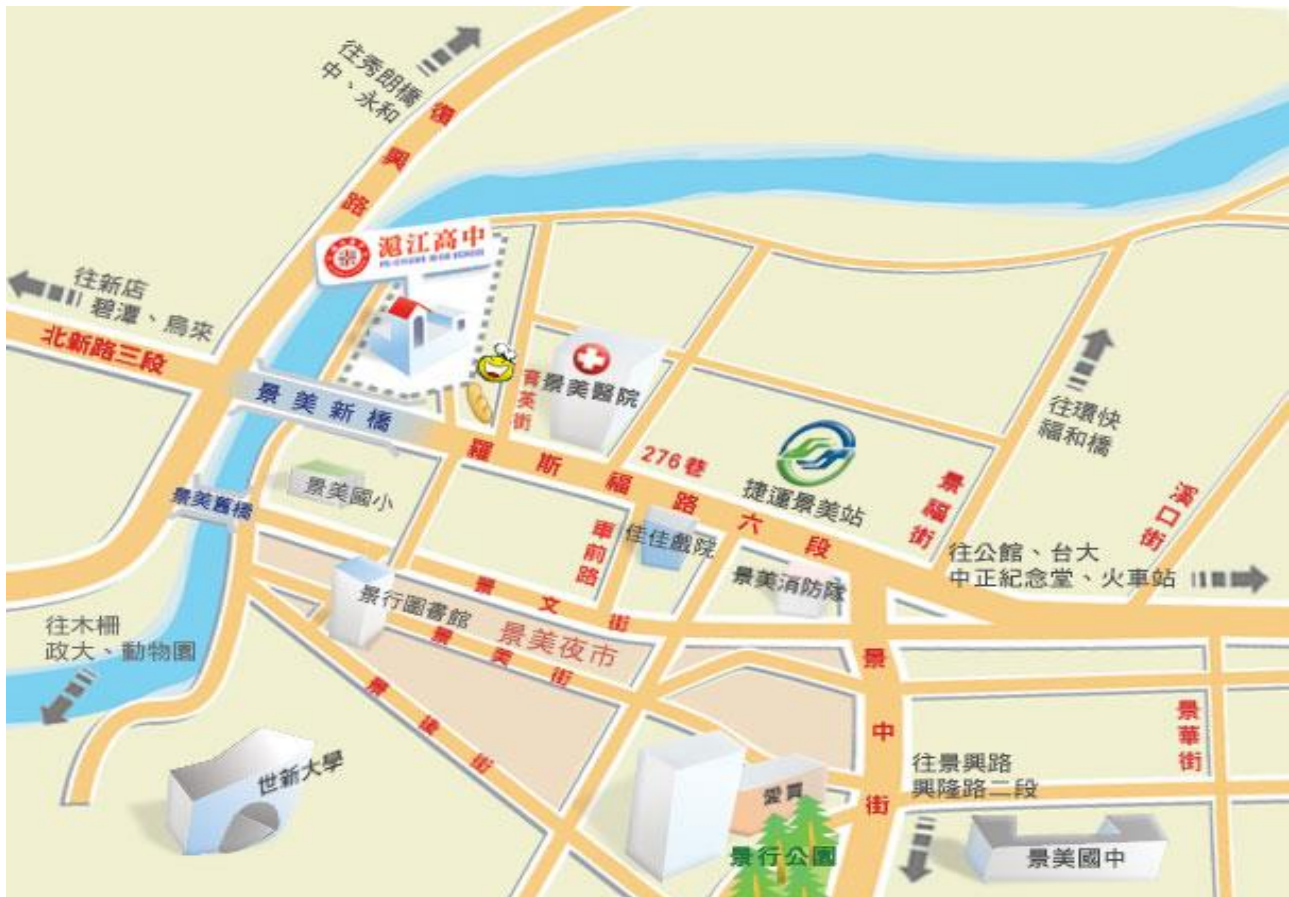 往秀朗橋
中、永和
復興路
滬江高中
HU-CHIANG HIGH SCHOOL
往新店
碧潭、烏來
北新路三段
景美新橋
育英街
景美醫院
276巷
羅斯福路六段
捷運景美站
景福街
往環快
福和橋
溪口街
景美舊橋
景美國小
車前路
佳佳戲院
景美消防隊
往公館、台大
中正紀念堂、火車站
景行圖書館
景文街
景美夜市
景美街
景後街
往木柵
政大、動物園
世新大學
景中街
景華街
往景興路
興隆路二段
愛買
景行公園
景美國中